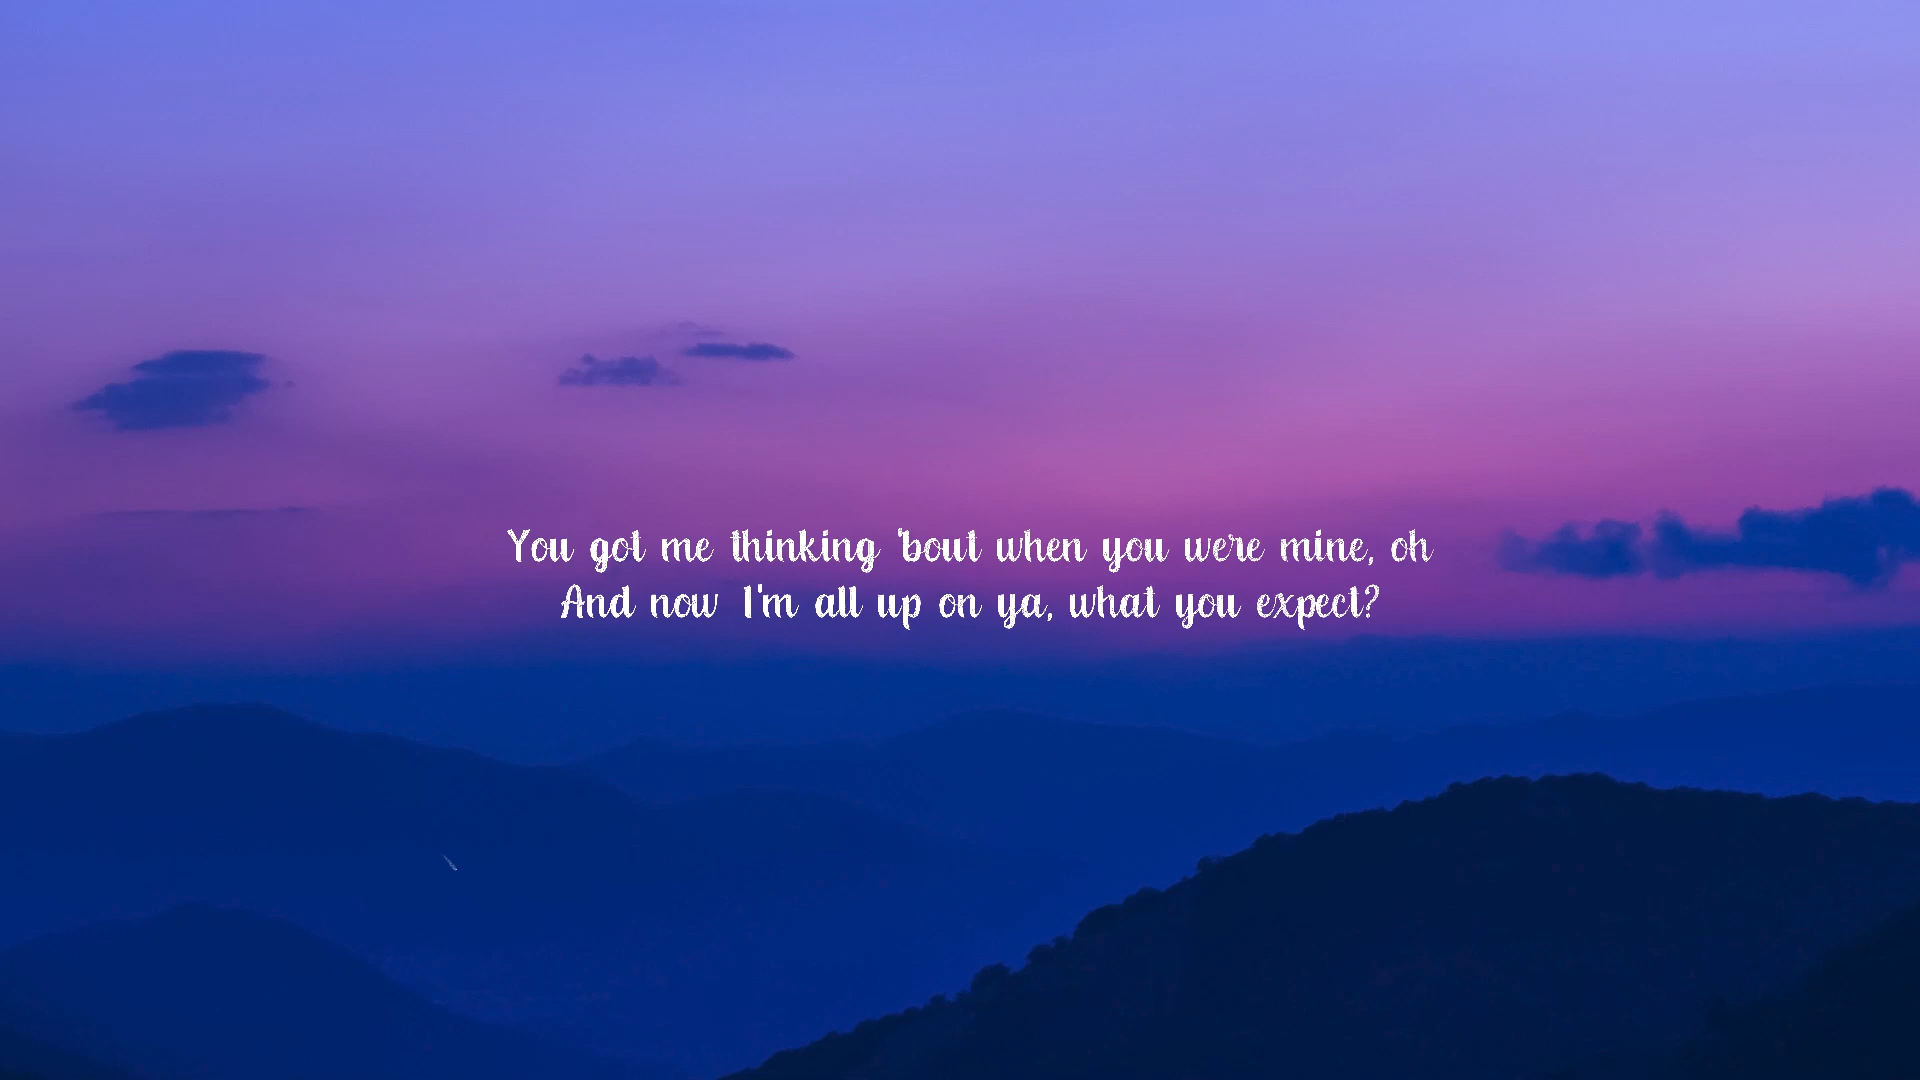 You got me thinking 'bout when you were mine, oh
And now I'm all up on ya, what you expect?